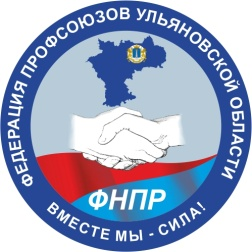 ФЕДЕРАЦИЯ ПРОФСОЮЗОВ УЛЬЯНОВСКОЙ ОБЛАСТИ
ФНПР
ВМЕСТЕ МЫ - СИЛА!